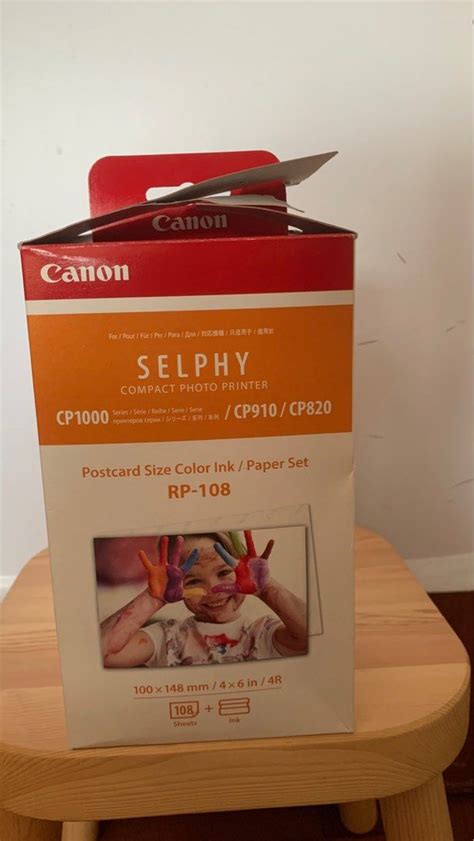 Canon
Canon
For / Pour / Für / Per / Para / Для / 対応機種 / 只适用于 / 適用於
SELPHY
COMPACT PHOTO PRINTER
CP1000 Series / Série / Reihe / Serie / Serie / CP910 / CP820
принтеров серии / シリーズ / 系列 / 系列
Postcard Size Color Ink / Paper Set
RP-108
100 x 148 mm / 4 x 6 in / 4R
108 +
Sheets Ink